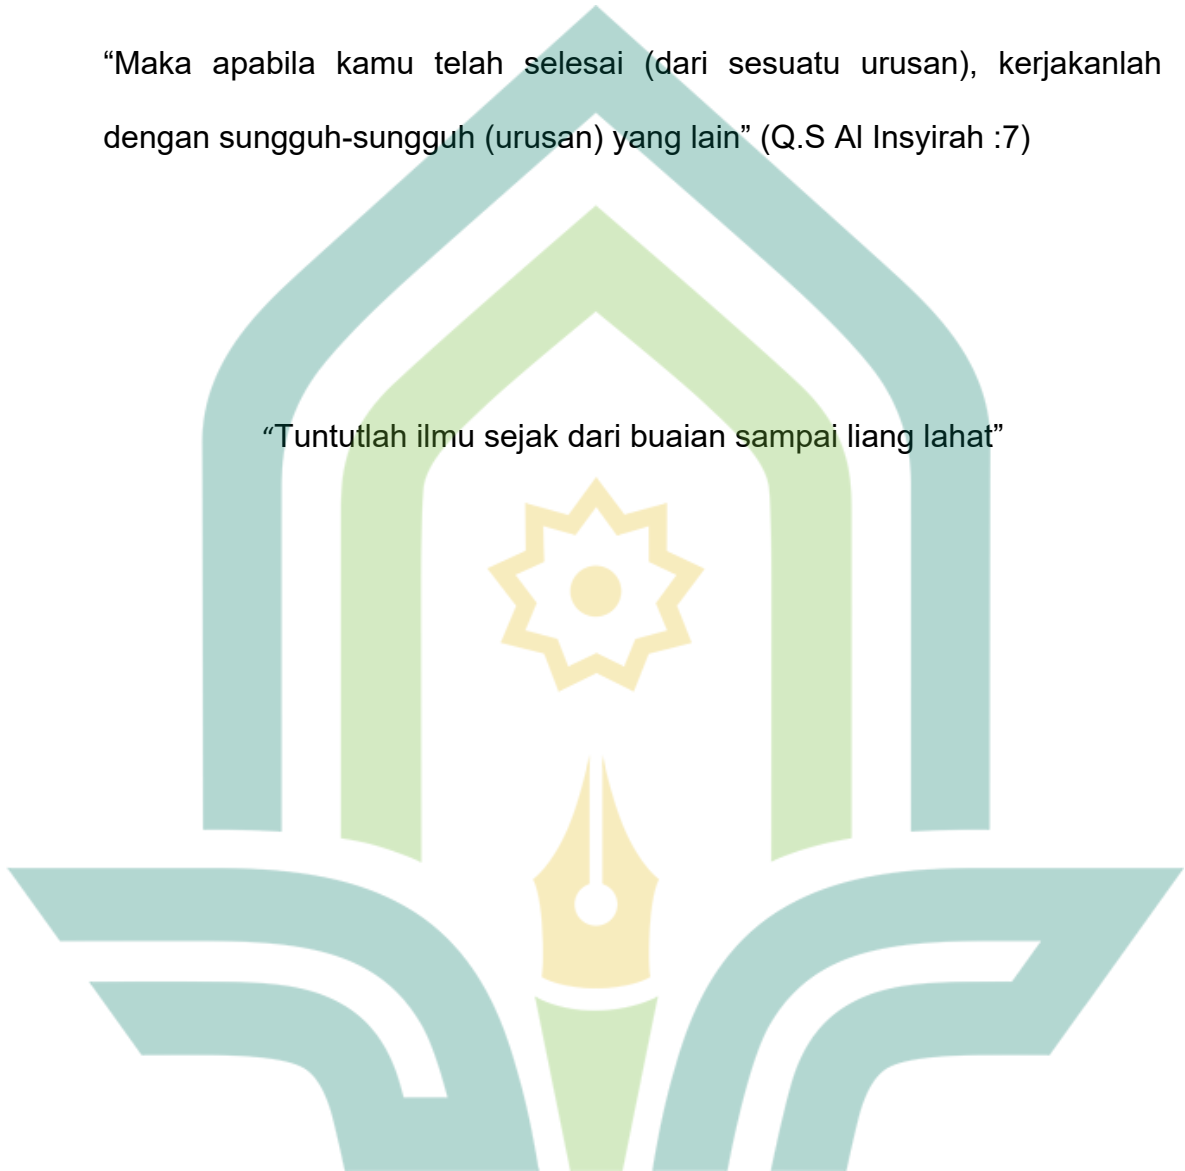 “Maka apabila kamu telah selesai (dari sesuatu urusan), kerjakanlah
dengan sungguh-sungguh (urusan) yang lain” (Q.S Al Insyirah :7)
“Tuntutlah ilmu sejak dari buaian sampai liang lahat”